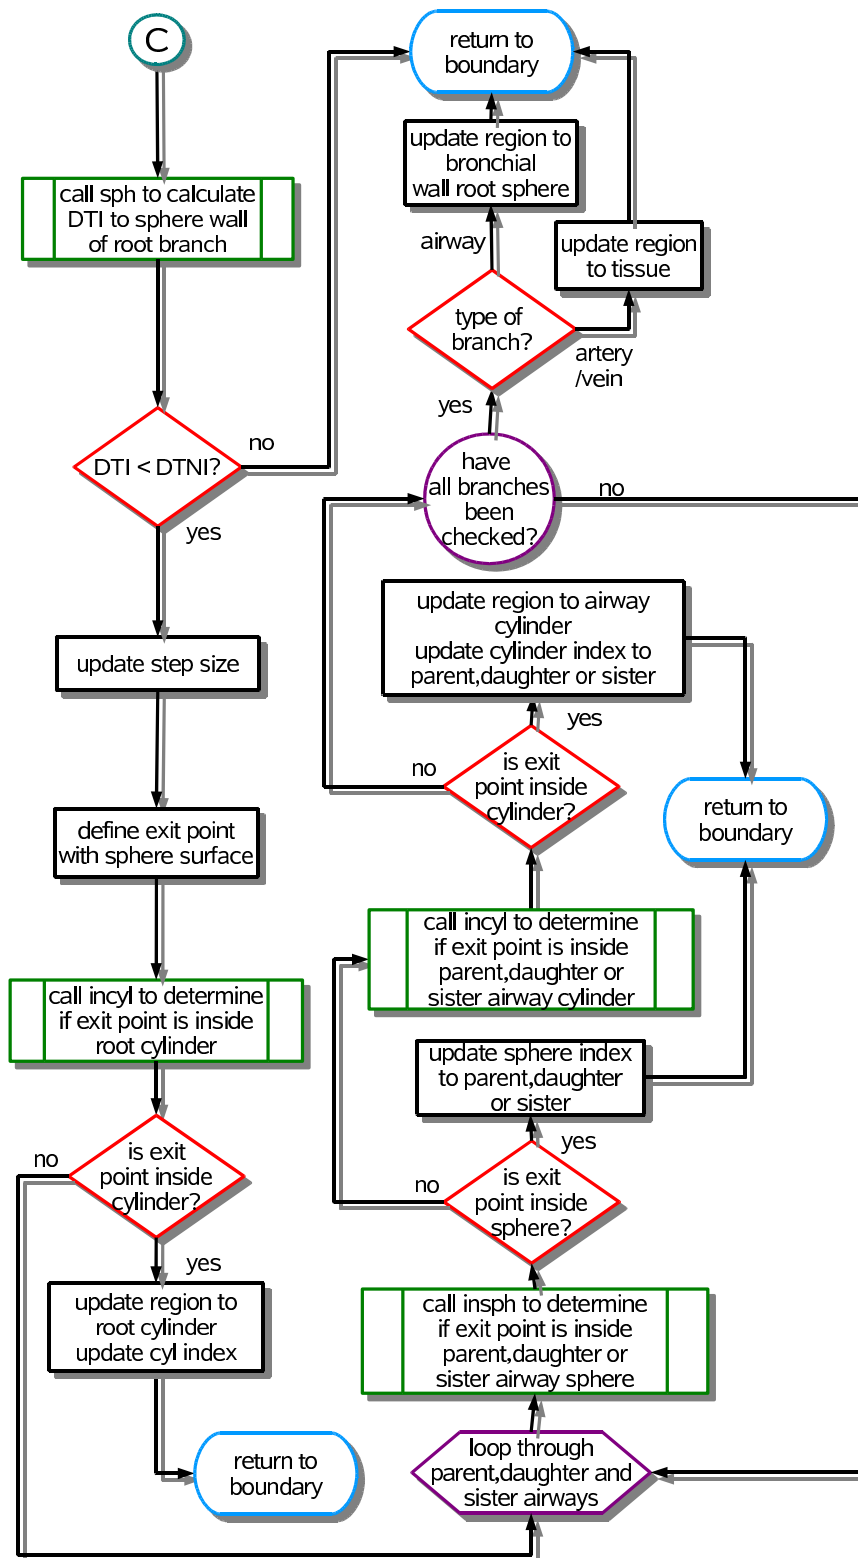 C
call sph to calculate
DTI to sphere wall
of root branch
DTI < DTNI?
no
yes
update step size
define exit point
with sphere surface
call incyl to determine
if exit point is inside
root cylinder
is exit
point inside
cylinder?
no
yes
update region to
root cylinder
update cyl index
return to
boundary
return to
boundary
update region to
bronchial
wall root sphere
airway
update region
to tissue
type of
branch?
artery
/vein
yes
have
all branches
been
checked?
no
update region to airway
cylinder
update cylinder index to
parent,daughter or sister
yes
is exit
point inside
cylinder?
no
return to
boundary
call incyl to determine
if exit point is inside
parent,daughter or
sister airway cylinder
update sphere index
to parent,daughter
or sister
yes
is exit
point inside
sphere?
no
call insph to determine
if exit point is inside
parent,daughter or
sister airway sphere
loop through
parent,daughter and
sister airways